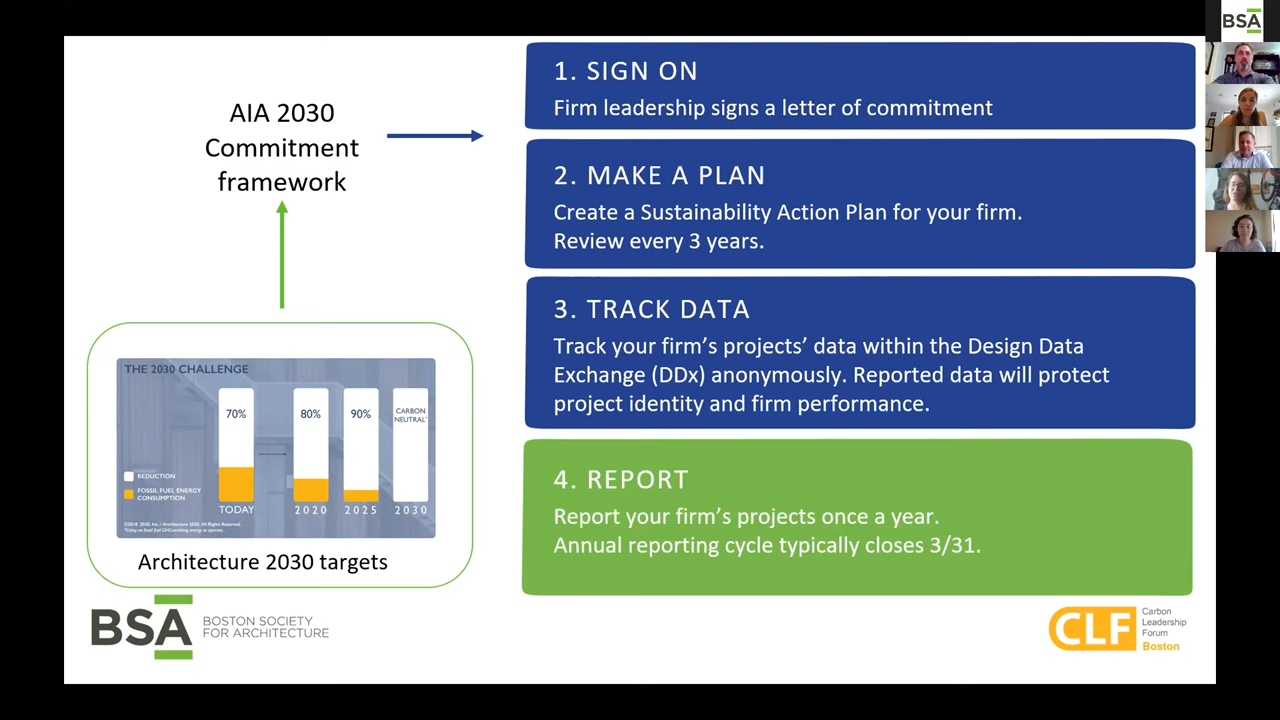 BSA
AIA 2030
Commitment
framework
1. SIGN ON
Firm leadership signs a letter of commitment
2. MAKE A PLAN
Create a Sustainability Action Plan for your firm.
Review every 3 years.
3. TRACK DATA
Track your firm's projects' data within the Design Data
Exchange (DDx) anonymously. Reported data will protect
project identity and firm performance.
4. REPORT
Report your firm's projects once a year.
Annual reporting cycle typically closes 3/31.
THE 2030 CHALLENGE
70%
80%
90%
CARBON
NEUTRAL*
REDUCTION
FOSSIL FUEL ENERGY
CONSUMPTION
TODAY
2020
2025
2030
Architecture 2030 targets
BSA
BOSTON SOCIETY
FOR ARCHITECTURE
CLF
Carbon
Leadership
Forum
Boston